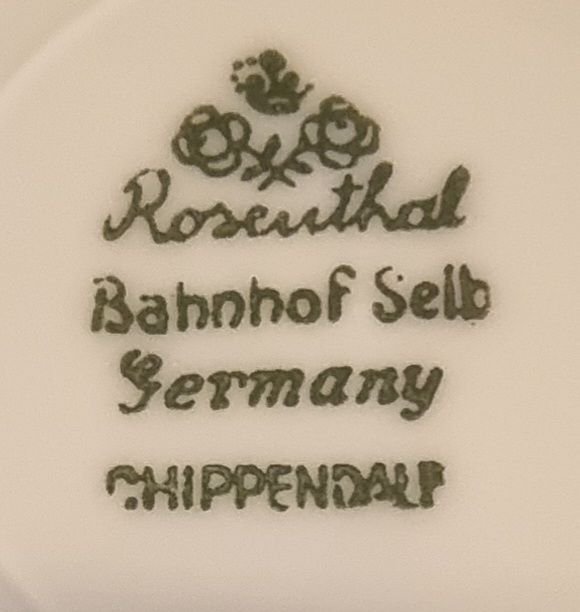 Rosenthal
Bahnhof Selb
Germany
CHIPPENDALE